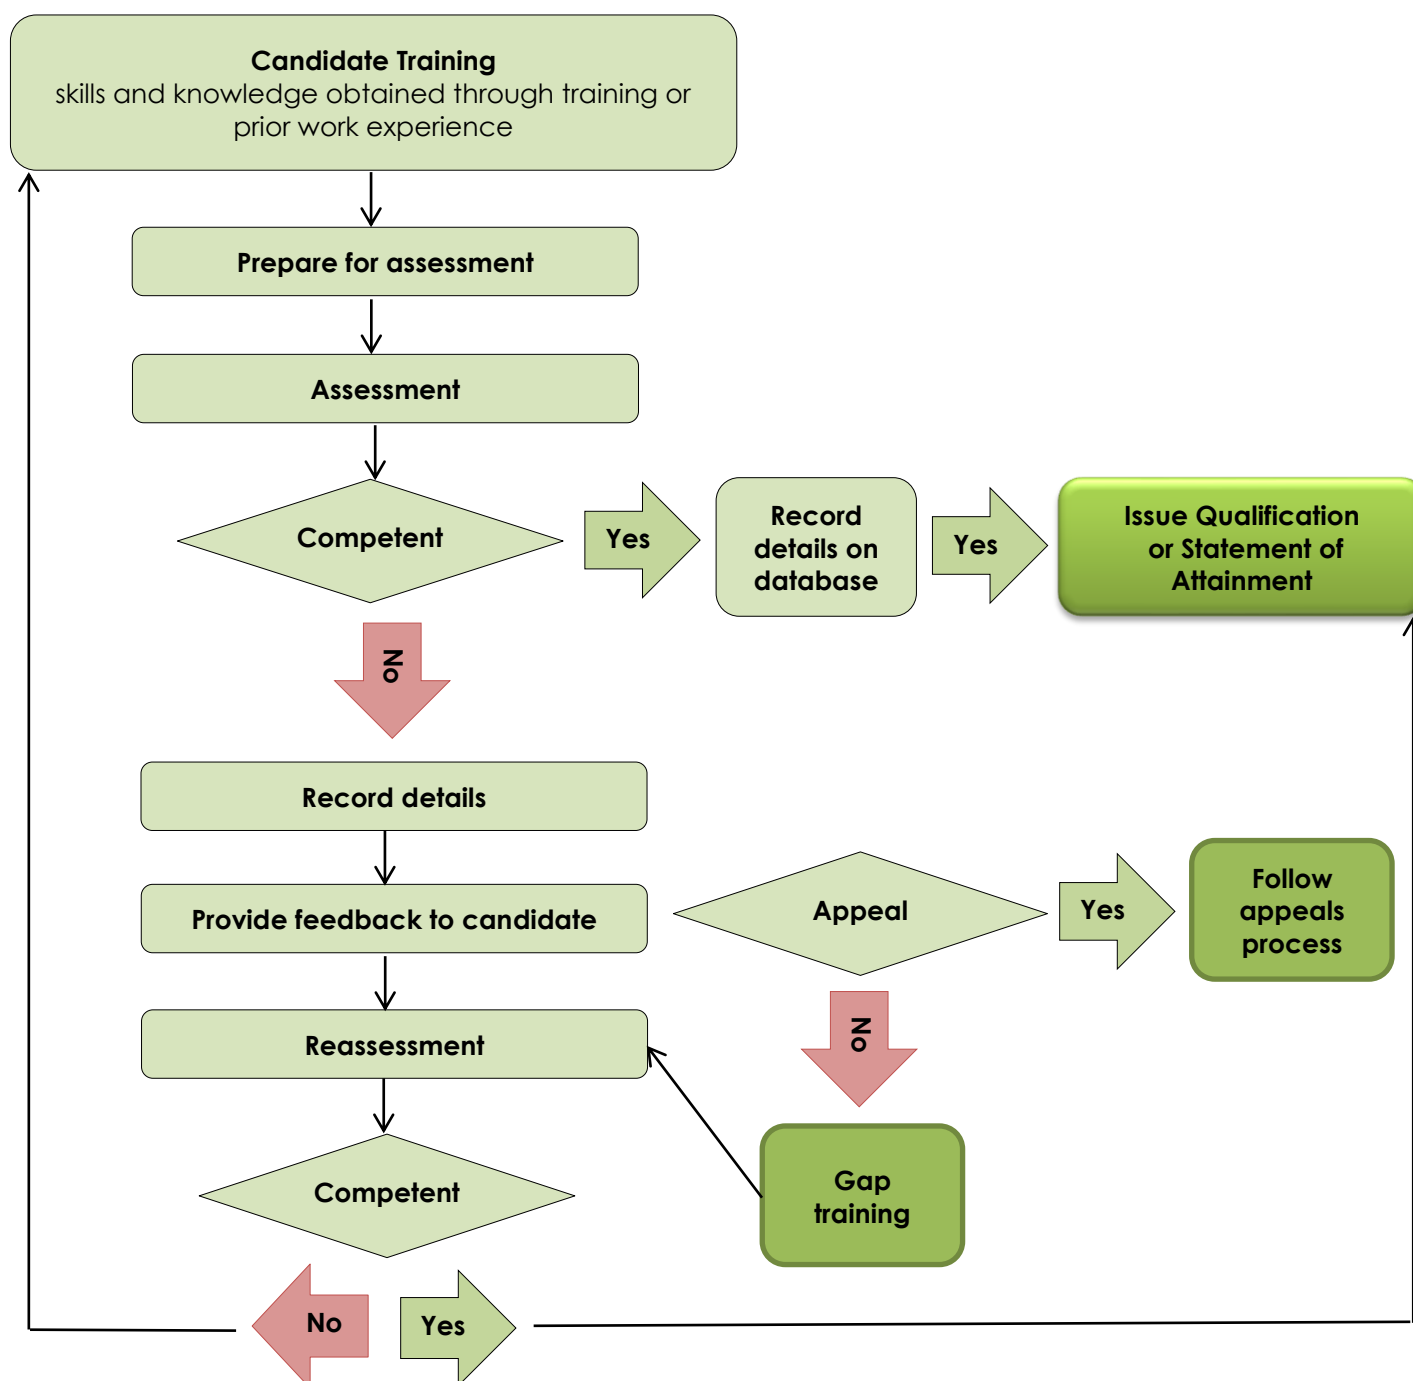 Candidate Training
skills and knowledge obtained through training or
prior work experience
Prepare for assessment
Assessment
Competent
Yes
Record
details on
database
Yes
Issue Qualification
or Statement of
Attainment
No
Record details
Provide feedback to candidate
Appeal
Yes
Follow
appeals
process
No
Reassessment
Gap
training
Competent
No
Yes